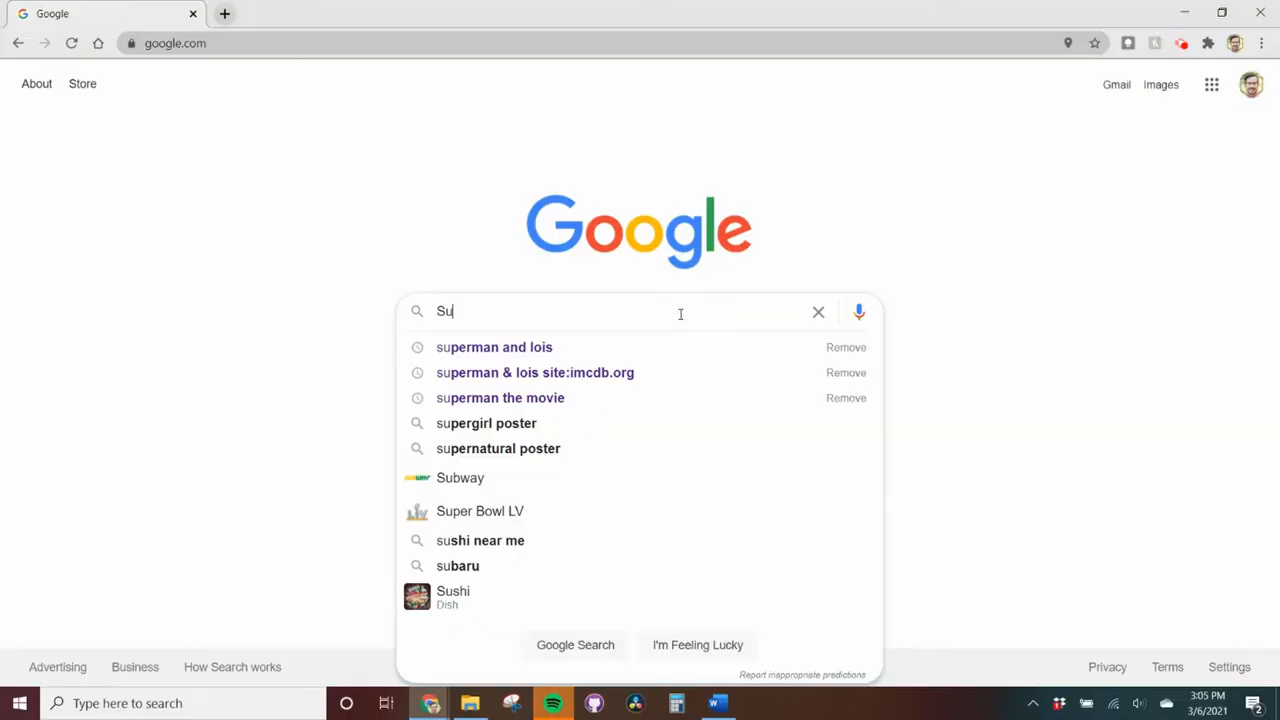 Google
google.com
About Store
Gmail Images
Google
Su
superman and lois Remove
superman & lois site:imcdb.org Remove
superman the movie Remove
supergirl poster
supernatural poster
Subway
Super Bowl LV
sushi near me
subaru
Sushi
Dish
Google Search I'm Feeling Lucky
Report inappropriate predictions
Advertising Business How Search works
Privacy Terms Settings
Type here to search
3:05 PM
3/6/2021
2